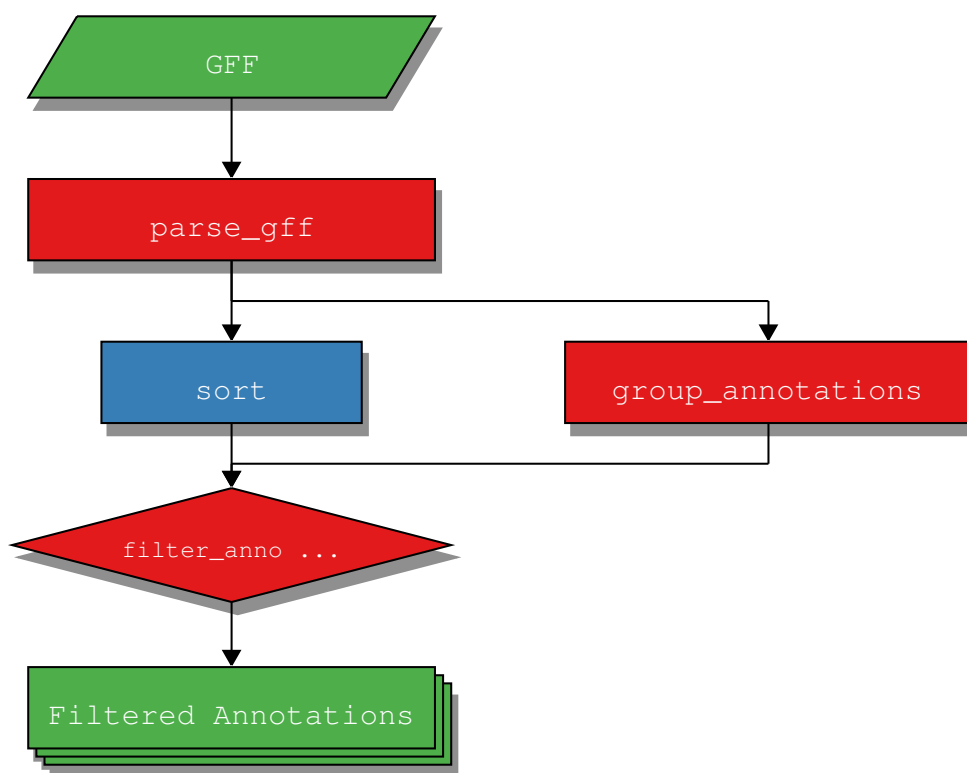 GFF
parse_gff
sort
group_annotations
filter_anno ...
Filtered Annotations